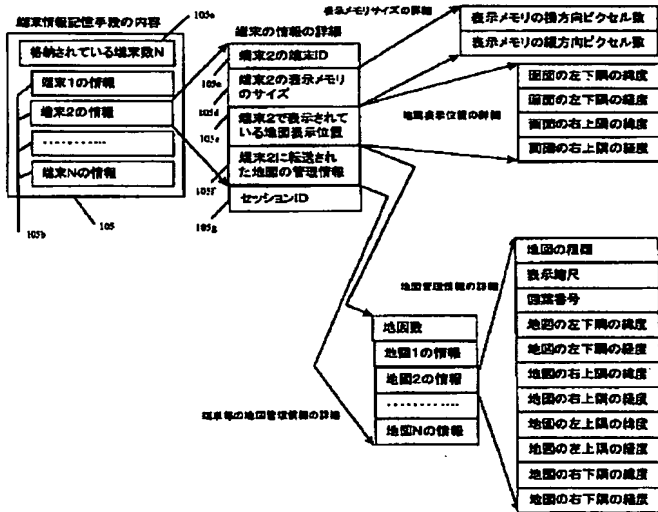 端末情報記憶手段の内容
105a
格納されている端末数N
端末1の情報
端末2の情報
端末Nの情報
105b
105
端末の情報の詳細
端末2の端末ID
105c
端末2の表示メモリ
のサイズ
105d
端末2で表示されて
いる地図表示位置
105e
端末2に転送され
た地図の管理情報
105f
セッションID
105g
表示メモリサイズの詳細
表示メモリの横方向ピクセル数
表示メモリの縦方向ピクセル数
地図表示位置の詳細
画面の左下隅の緯度
画面の左下隅の経度
画面の右上隅の緯度
画面の右上隅の経度
地図管理情報の詳細
地図の種類
表示縮尺
図葉番号
地図の左下隅の緯度
地図の左下隅の経度
地図の右上隅の緯度
地図の右上隅の経度
地図の左上隅の緯度
地図の左上隅の経度
地図の右下隅の緯度
地図の右下隅の経度
地図数
地図1の情報
地図2の情報
地図Nの情報
端末毎の地図管理情報の詳細